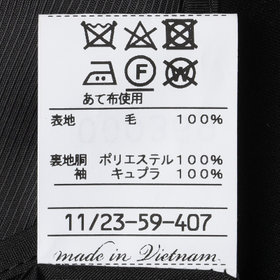 F W
あて布使用
表地 毛 100%
裏地胴 ポリエステル 100%
袖 キュプラ 100%
11/23-59-407
made in Vietnam.